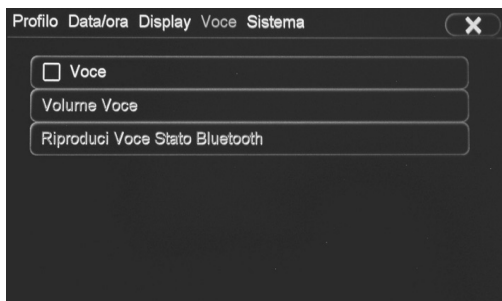 Profilo Data/ora Display Voce Sistema
Voce
Volume Voce
Riproduci Voce Stato Bluetooth